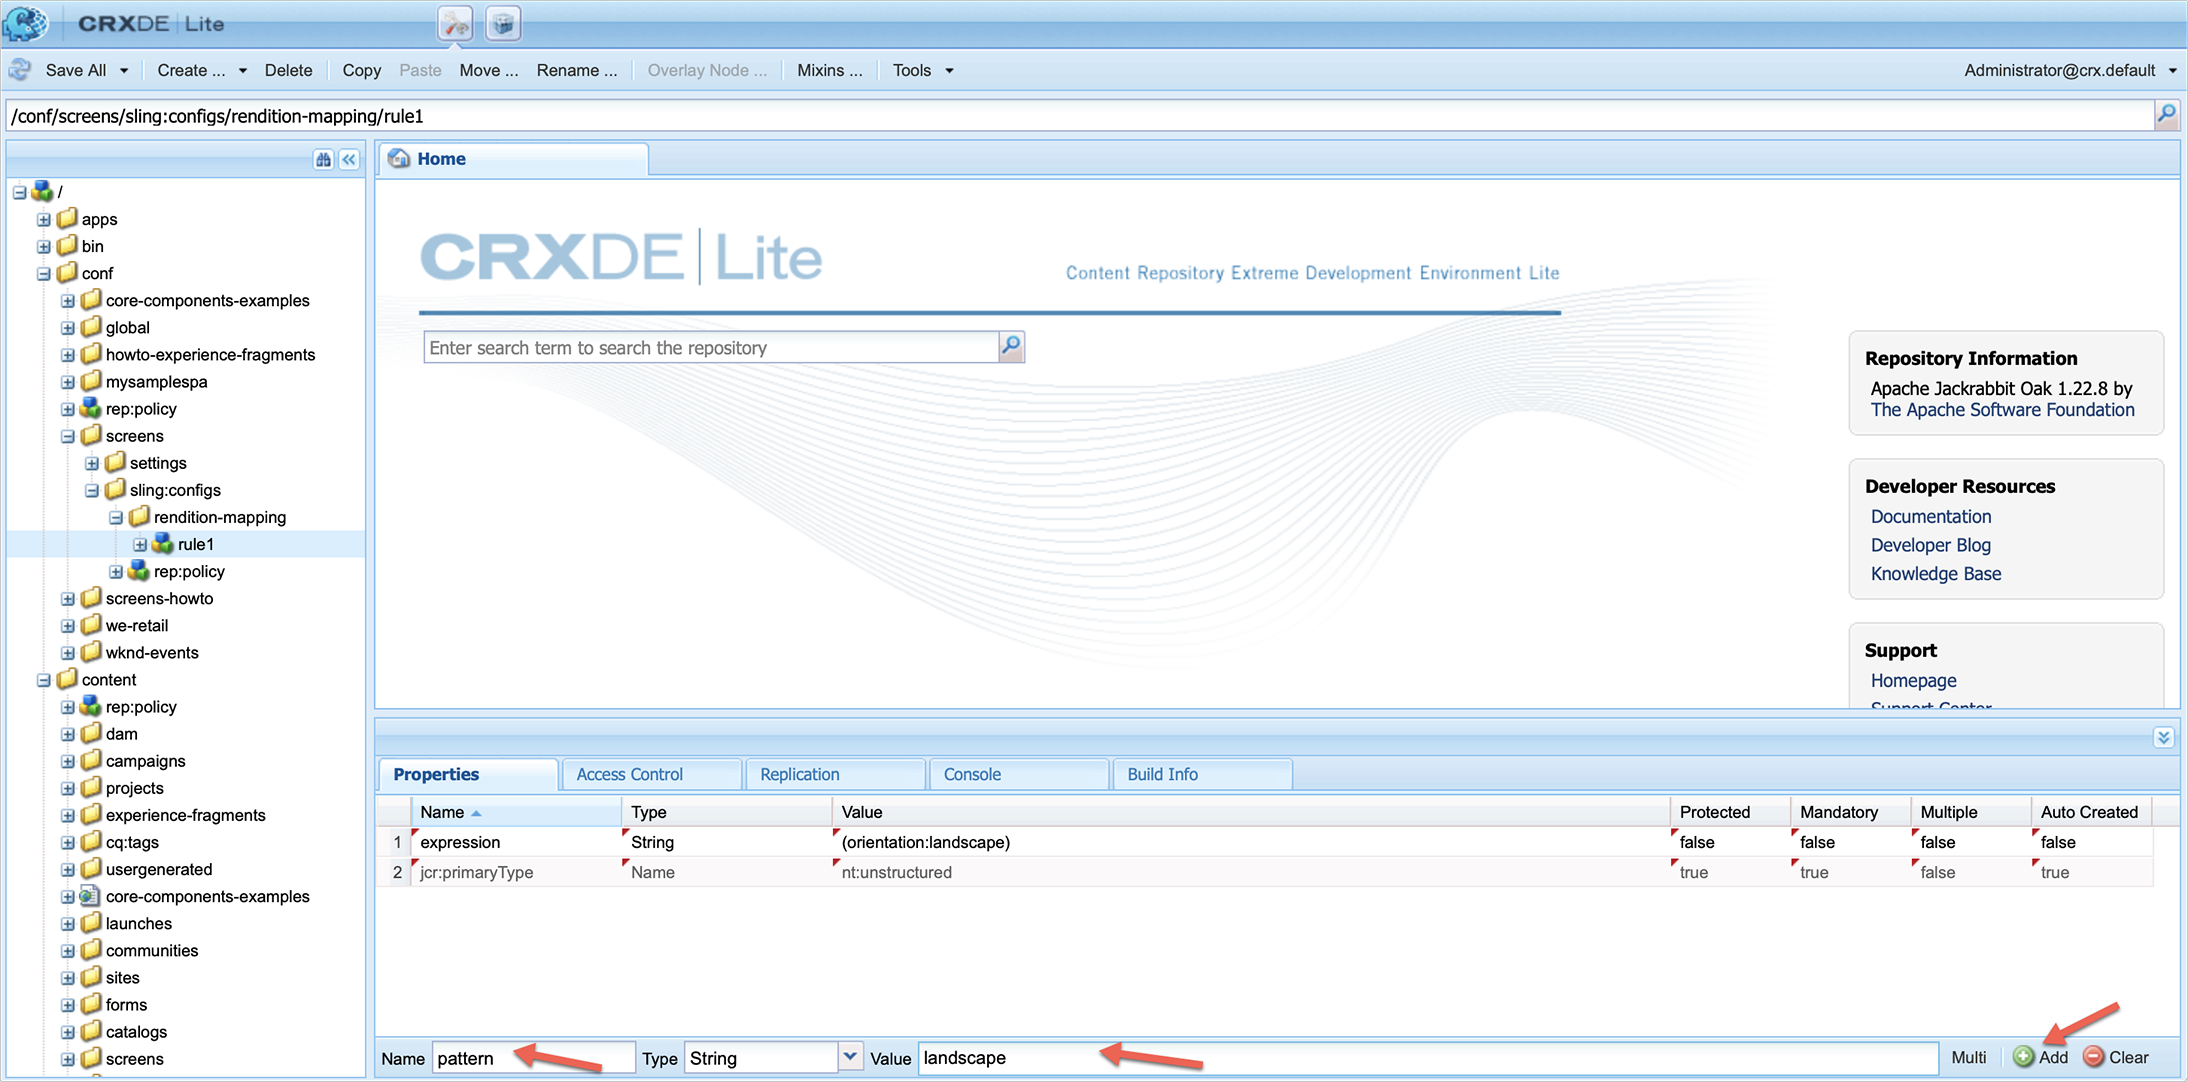 CRXDE | Lite
Save All Create ... Delete Copy Paste Move ... Rename ... Overlay Node ... Mixins ... Tools Administrator@crx.default
/conf/screens/sling:configs/rendition-mapping/rule1
Home
/
apps
bin
conf
core-components-examples
global
howto-experience-fragments
mysamplespa
rep:policy
screens
settings
sling:configs
rendition-mapping
rule1
rep:policy
screens-howto
we-retail
wknd-events
content
rep:policy
dam
campaigns
projects
experience-fragments
cq:tags
usergenerated
core-components-examples
launches
communities
sites
forms
catalogs
screens
CRXDE | Lite
Content Repository Extreme Development Environment Lite
Enter search term to search the repository
Repository Information
Apache Jackrabbit Oak 1.22.8 by
The Apache Software Foundation
Developer Resources
Documentation
Developer Blog
Knowledge Base
Support
Homepage
Support Center
Properties Access Control Replication Console Build Info
Name Type Value Protected Mandatory Multiple Auto Created
1 expression String (orientation:landscape) false false false false
2 jcr:primaryType Name nt:unstructured true true false true
Name pattern Type String Value landscape Multi Add Clear